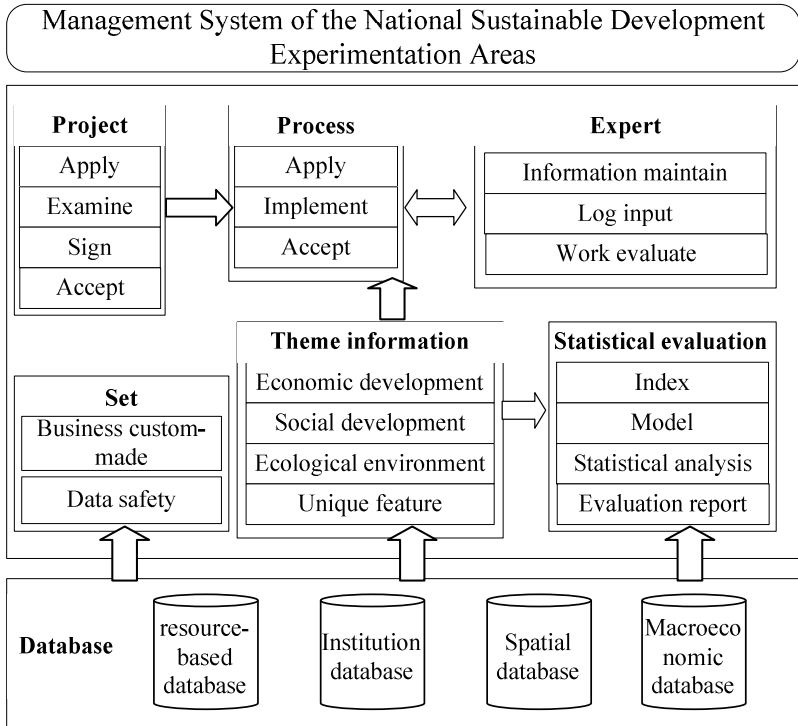 Management System of the National Sustainable Development
Experimentation Areas
Project
Apply
Examine
Sign
Accept
Process
Apply
Implement
Accept
Expert
Information maintain
Log input
Work evaluate
Set
Business custom-
made
Data safety
Theme information
Economic development
Social development
Ecological environment
Unique feature
Statistical evaluation
Index
Model
Statistical analysis
Evaluation report
Database
resource-
based
database
Institution
database
Spatial
database
Macroeco
nomic
database